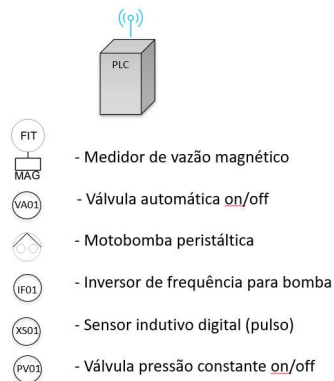 PLC
FIT
MAG
- Medidor de vazão magnético
VA01
- Válvula automática on/off
- Motobomba peristáltica
IF01
- Inversor de frequência para bomba
XS01
- Sensor indutivo digital (pulso)
PV01
- Válvula pressão constante on/off